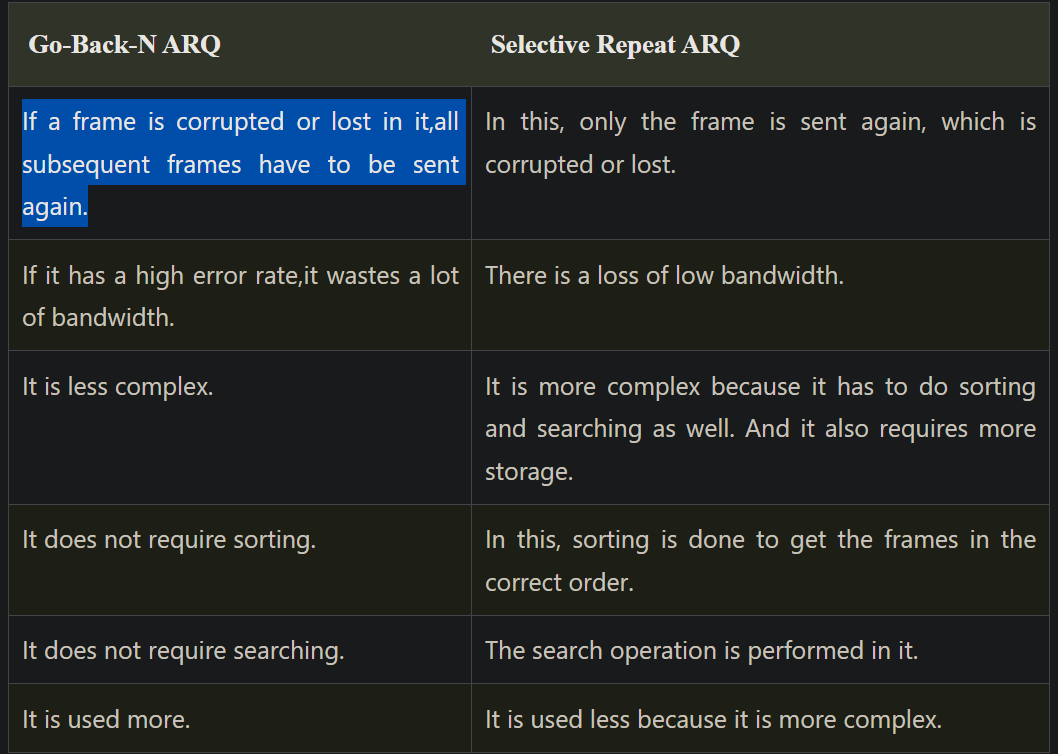 Go-Back-N ARQ
Selective Repeat ARQ
If a frame is corrupted or lost in it,all
subsequent frames have to be sent
again.
In this, only the frame is sent again, which is
corrupted or lost.
If it has a high error rate,it wastes a lot
of bandwidth.
There is a loss of low bandwidth.
It is less complex.
It is more complex because it has to do sorting
and searching as well. And it also requires more
storage.
It does not require sorting.
In this, sorting is done to get the frames in the
correct order.
It does not require searching.
The search operation is performed in it.
It is used more.
It is used less because it is more complex.